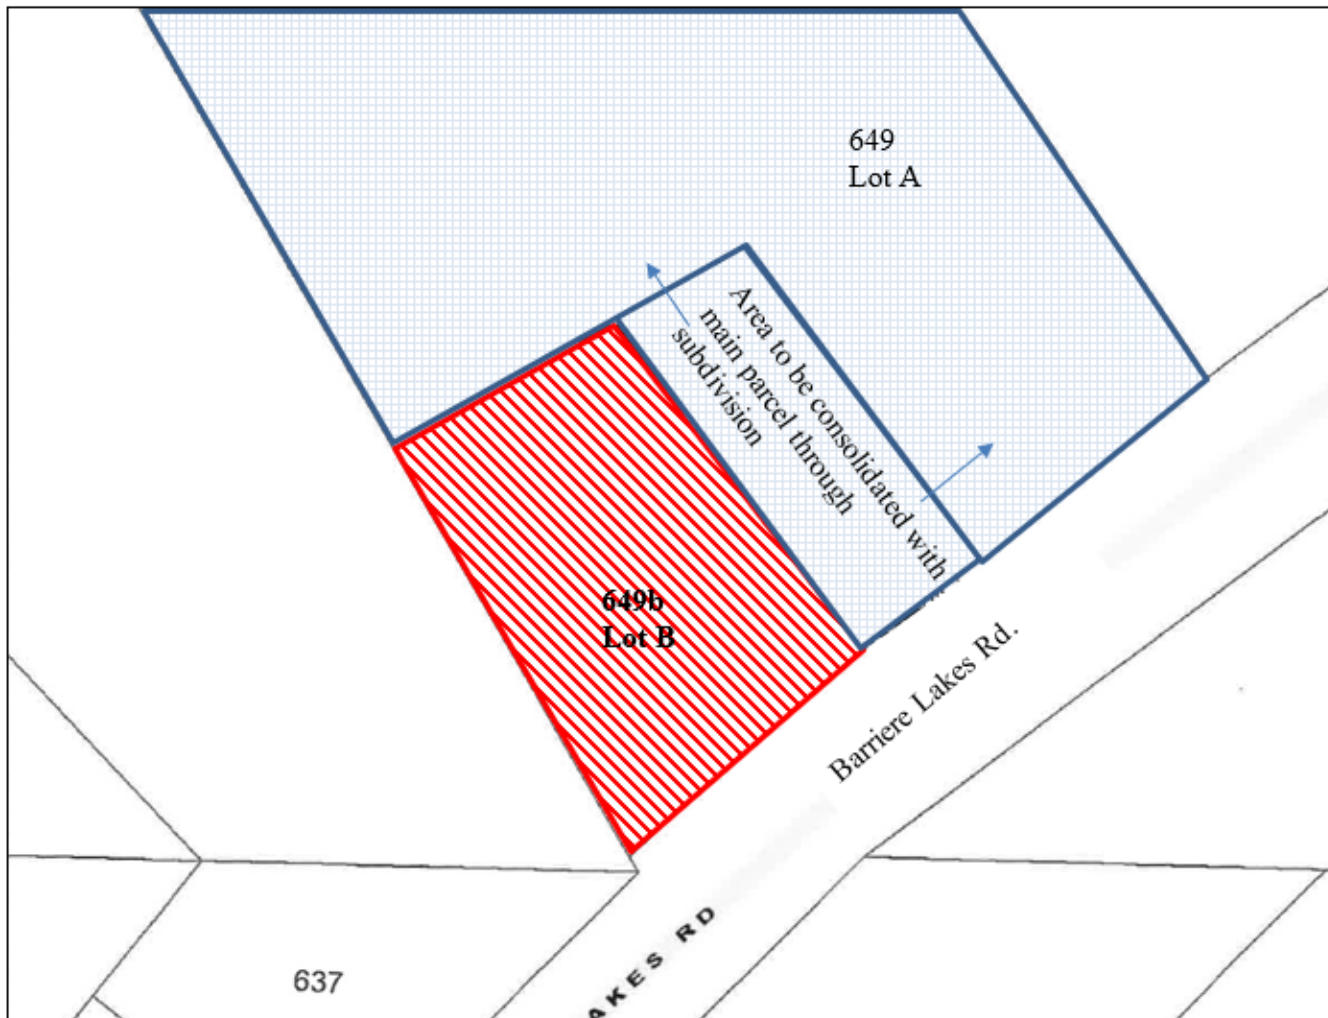 649
Lot A
Area to be consolidated with
main parcel through
subdivision
649b
Lot B
Barriere Lakes Rd.
AKES RD
637